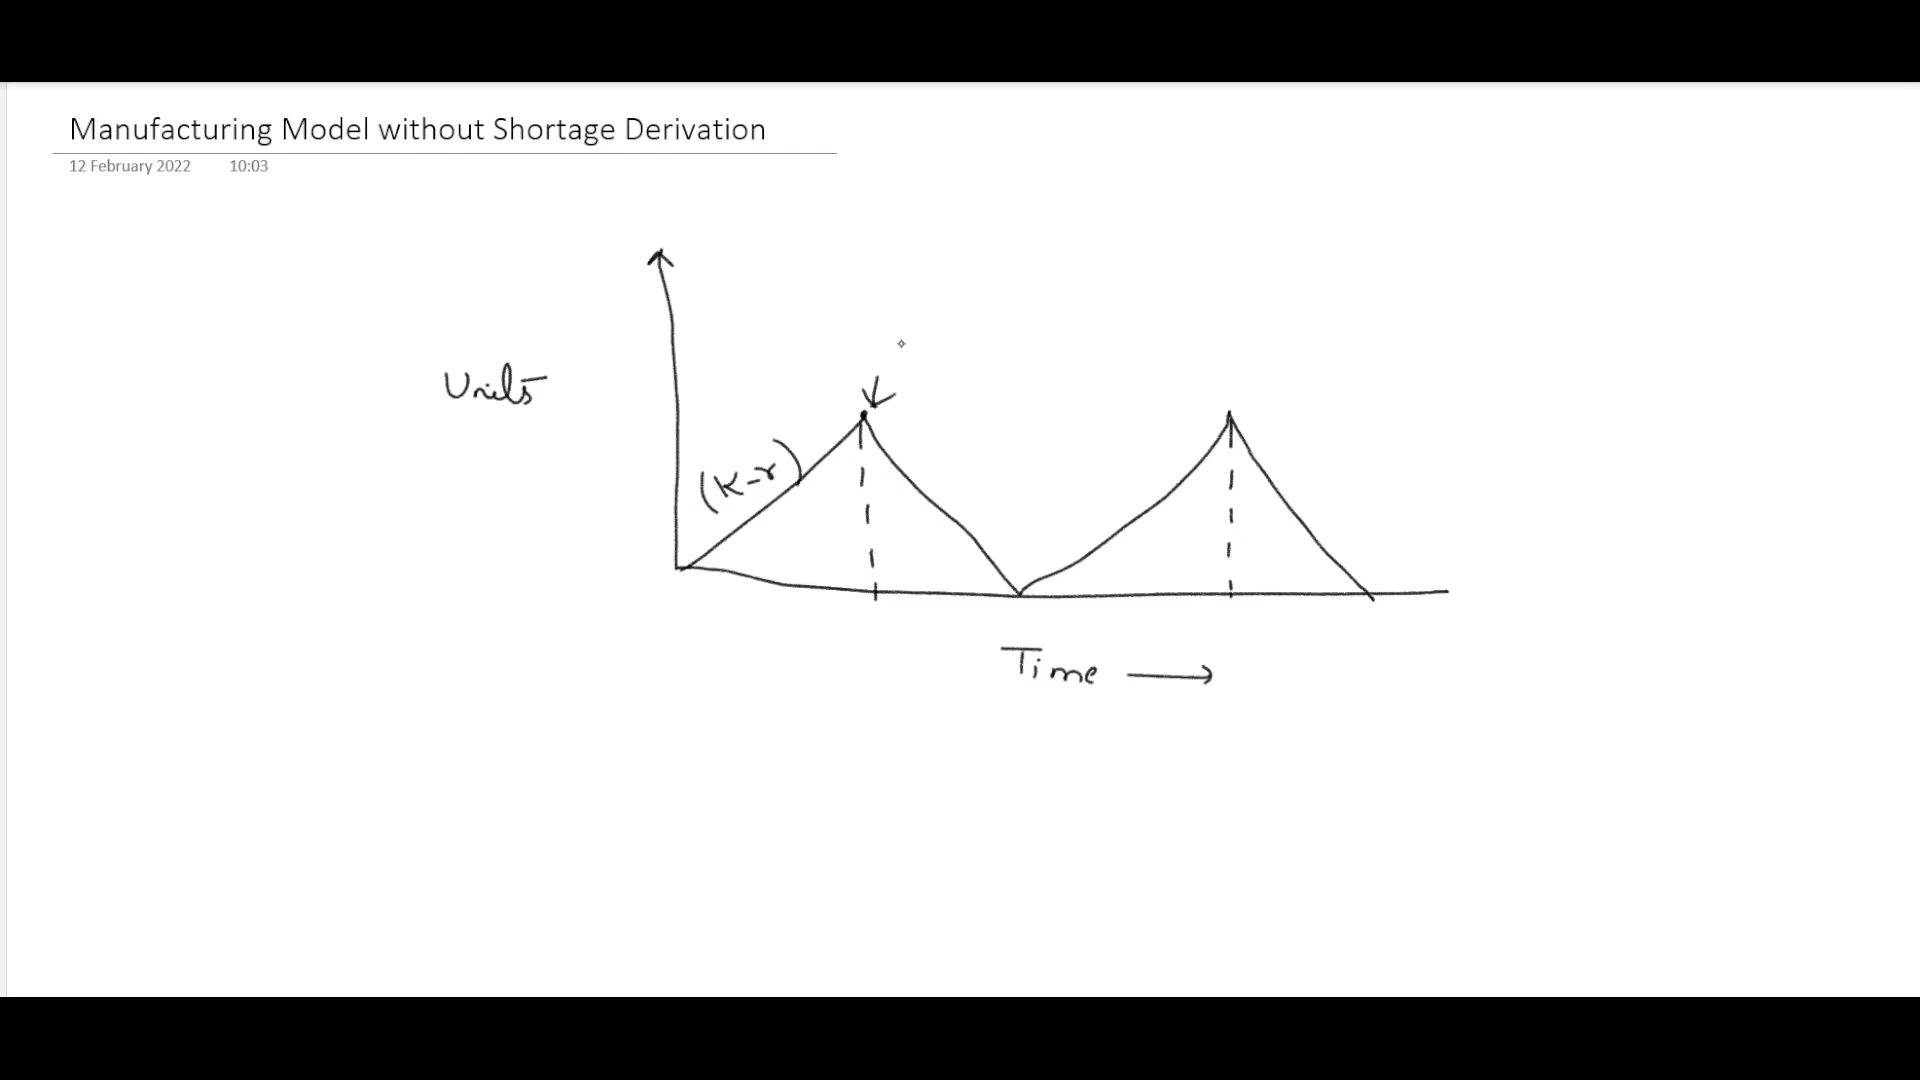 Manufacturing Model without Shortage Derivation
12 February 2022 10:03
Units
(K-r)
Time